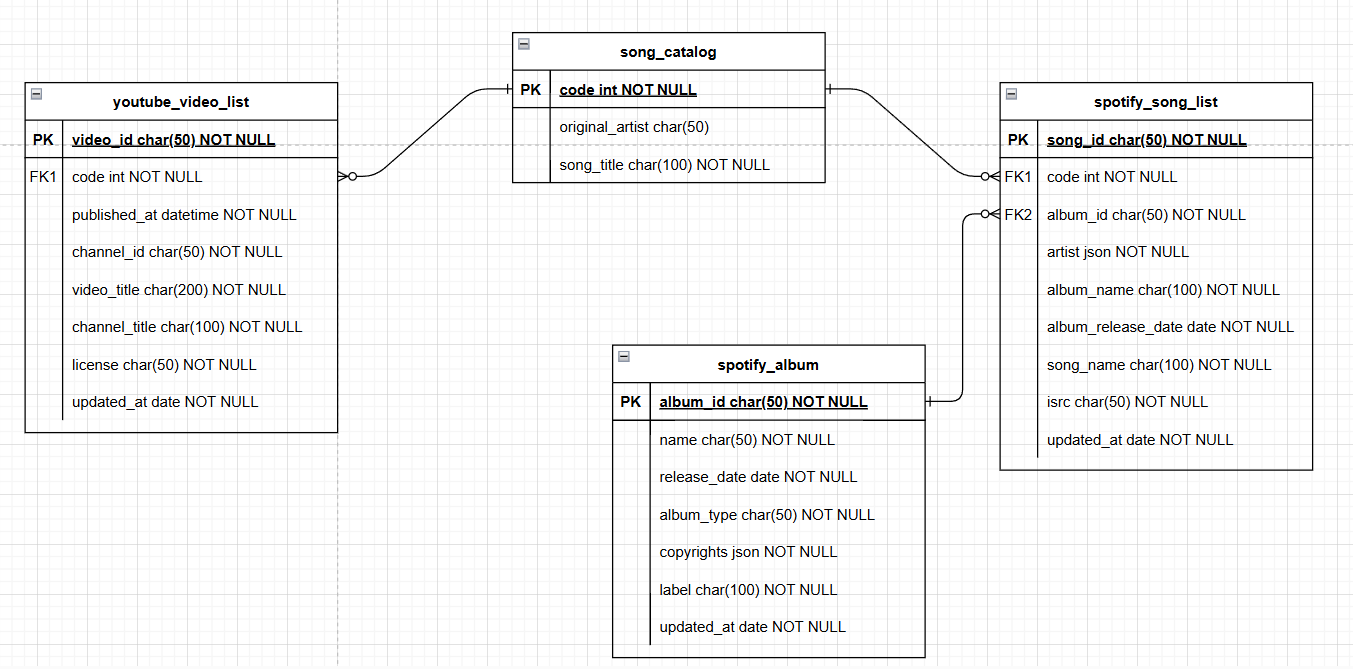 song_catalog
PK code int NOT NULL
original_artist char(50)
song_title char(100) NOT NULL
youtube_video_list
PK video_id char(50) NOT NULL
FK1 code int NOT NULL
published_at datetime NOT NULL
channel_id char(50) NOT NULL
video_title char(200) NOT NULL
channel_title char(100) NOT NULL
license char(50) NOT NULL
updated_at date NOT NULL
spotify_song_list
PK song_id char(50) NOT NULL
FK1 code int NOT NULL
FK2 album_id char(50) NOT NULL
artist json NOT NULL
album_name char(100) NOT NULL
album_release_date date NOT NULL
song_name char(100) NOT NULL
isrc char(50) NOT NULL
updated_at date NOT NULL
spotify_album
PK album_id char(50) NOT NULL
name char(50) NOT NULL
release_date date NOT NULL
album_type char(50) NOT NULL
copyrights json NOT NULL
label char(100) NOT NULL
updated_at date NOT NULL